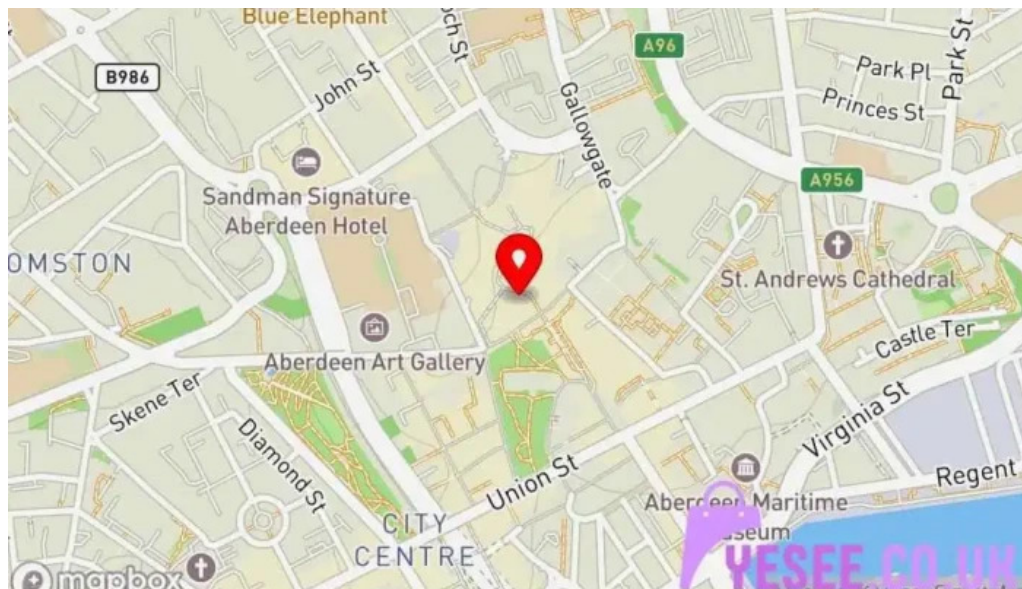 Blue Elephant
och St
A96
Park St
B986
John St
Park Pl
Princes St
Gallowgate
A956
Sandman Signature
Aberdeen Hotel
OMSTON
St. Andrews Cathedral
Castle Ter
Aberdeen Art Gallery
Skene Ter
Diamond St
Virginia St
Union St
Regent
Aberdeen Maritime
useum
CITY
CENTRE
mapbox
YESEE.CO.UK